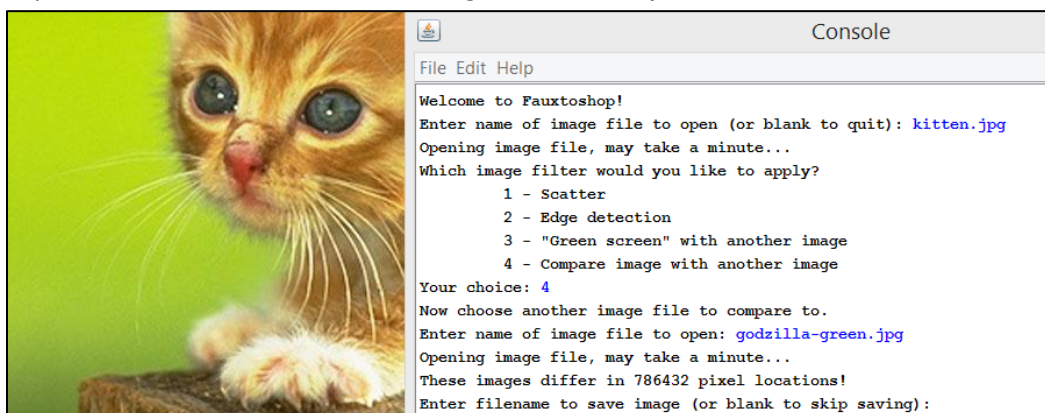 Console
File Edit Help
Welcome to Fauxtoshop!
Enter name of image file to open (or blank to quit): kitten.jpg
Opening image file, may take a minute...
Which image filter would you like to apply?
1 - Scatter
2 - Edge detection
3 - "Green screen" with another image
4 - Compare image with another image
Your choice: 4
Now choose another image file to compare to.
Enter name of image file to open: godzilla-green.jpg
Opening image file, may take a minute...
These images differ in 786432 pixel locations!
Enter filename to save image (or blank to skip saving):